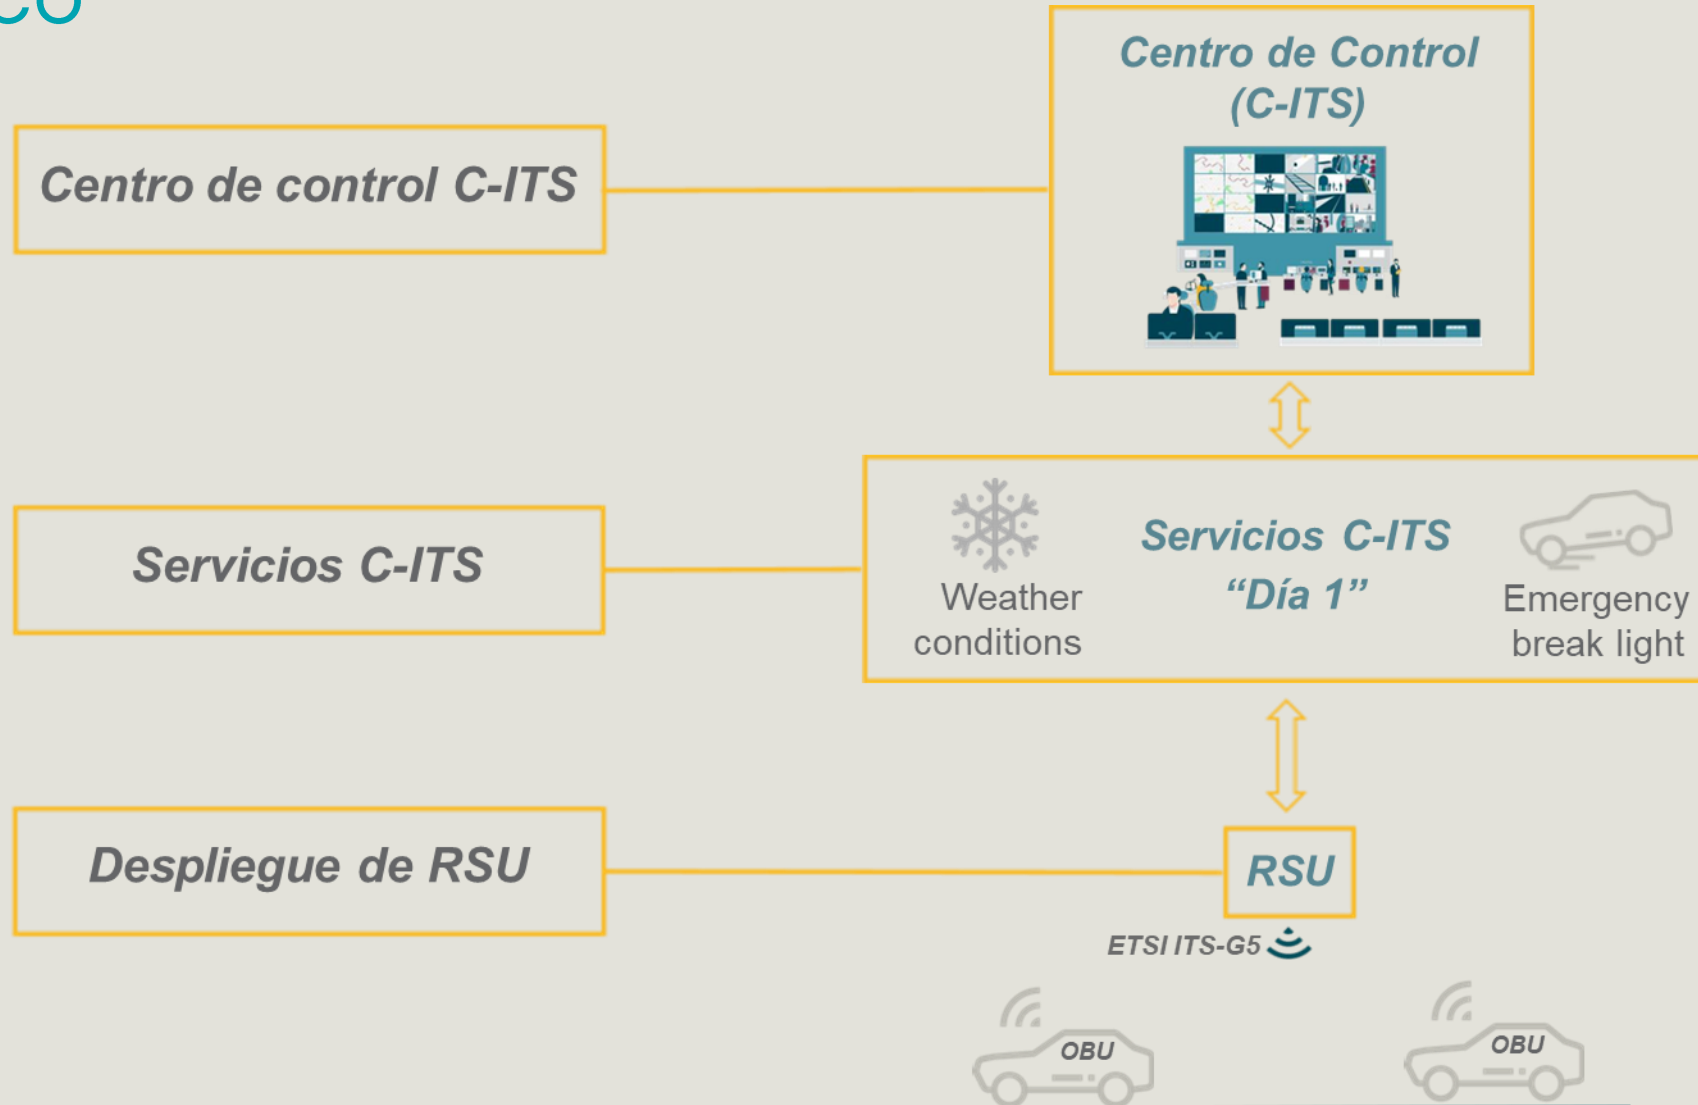 co
Centro de Control
(C-ITS)
Centro de control C-ITS
Servicios C-ITS
Servicios C-ITS
“Día 1”
Weather
conditions
Emergency
break light
Despliegue de RSU
RSU
ETSI ITS-G5
OBU
OBU